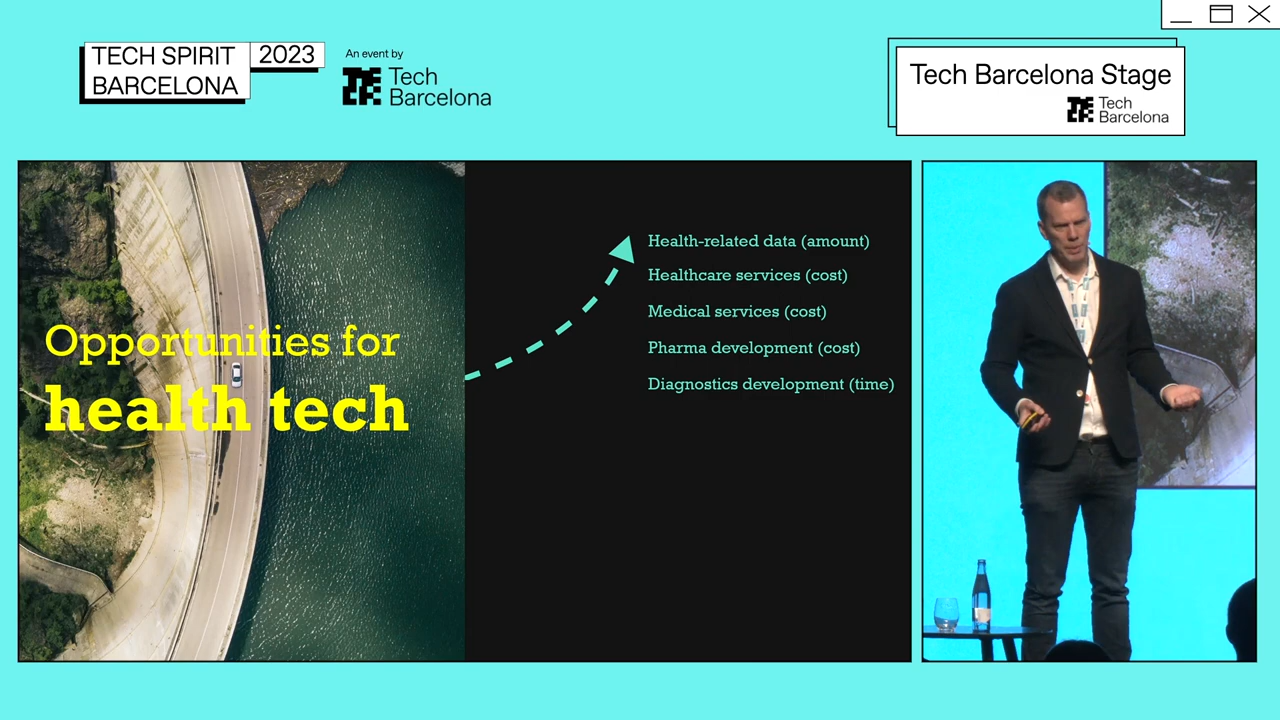 TECH SPIRIT
BARCELONA
2023
An event by
Tech
Barcelona
Tech Barcelona Stage
Tech
Barcelona
Opportunities for
health tech
Health-related data (amount)
Healthcare services (cost)
Medical services (cost)
Pharma development (cost)
Diagnostics development (time)